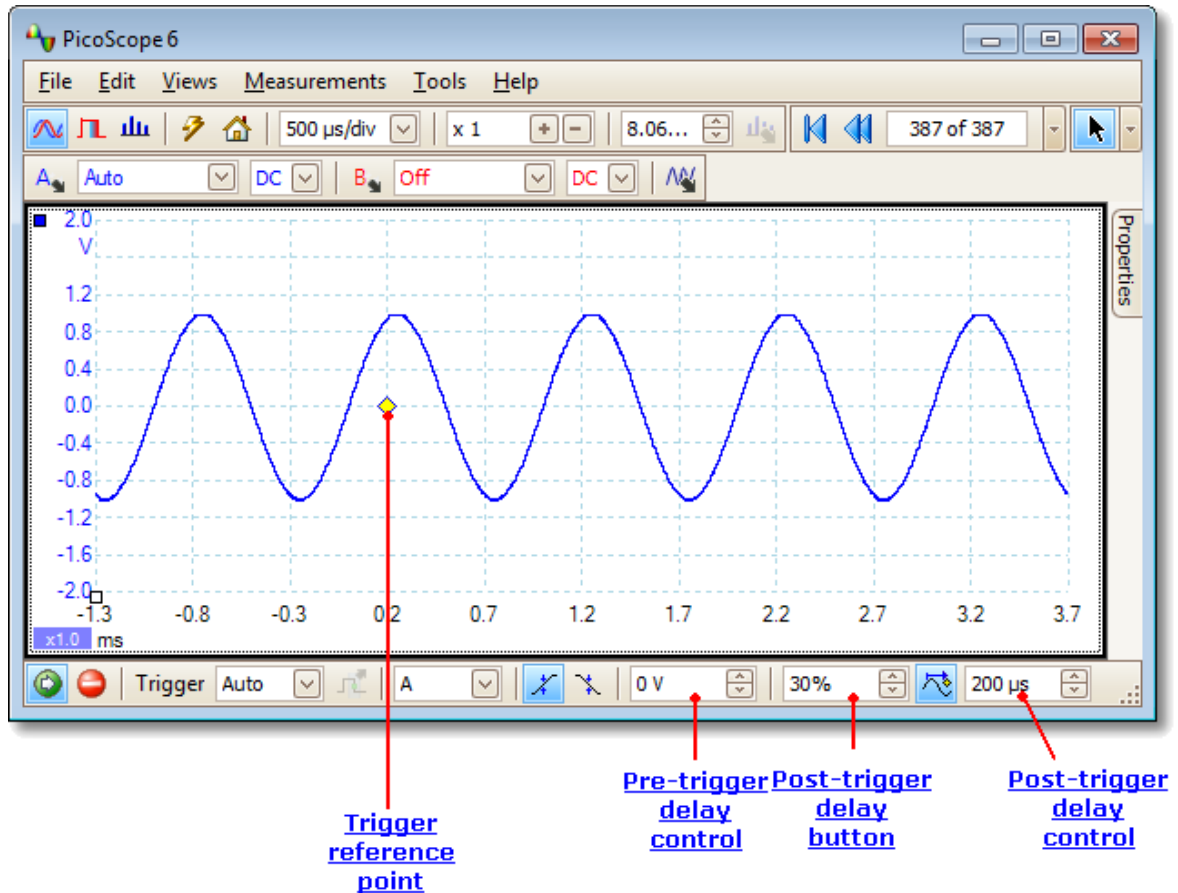 PicoScope 6
File Edit Views Measurements Tools Help
500 µs/div x 1 8.06... 387 of 387
A Auto DC B Off DC
2.0
V
1.2
0.8
0.4
0.0
-0.4
-0.8
-1.2
-1.6
-2.0
-1.3 -0.8 -0.3 0.2 0.7 1.2 1.7 2.2 2.7 3.2 3.7
x1.0 ms
Properties
Trigger Auto A 0 V 30% 200 µs
Trigger
reference
point
Pre-trigger
delay
control
Post-trigger
delay
button
Post-trigger
delay
control